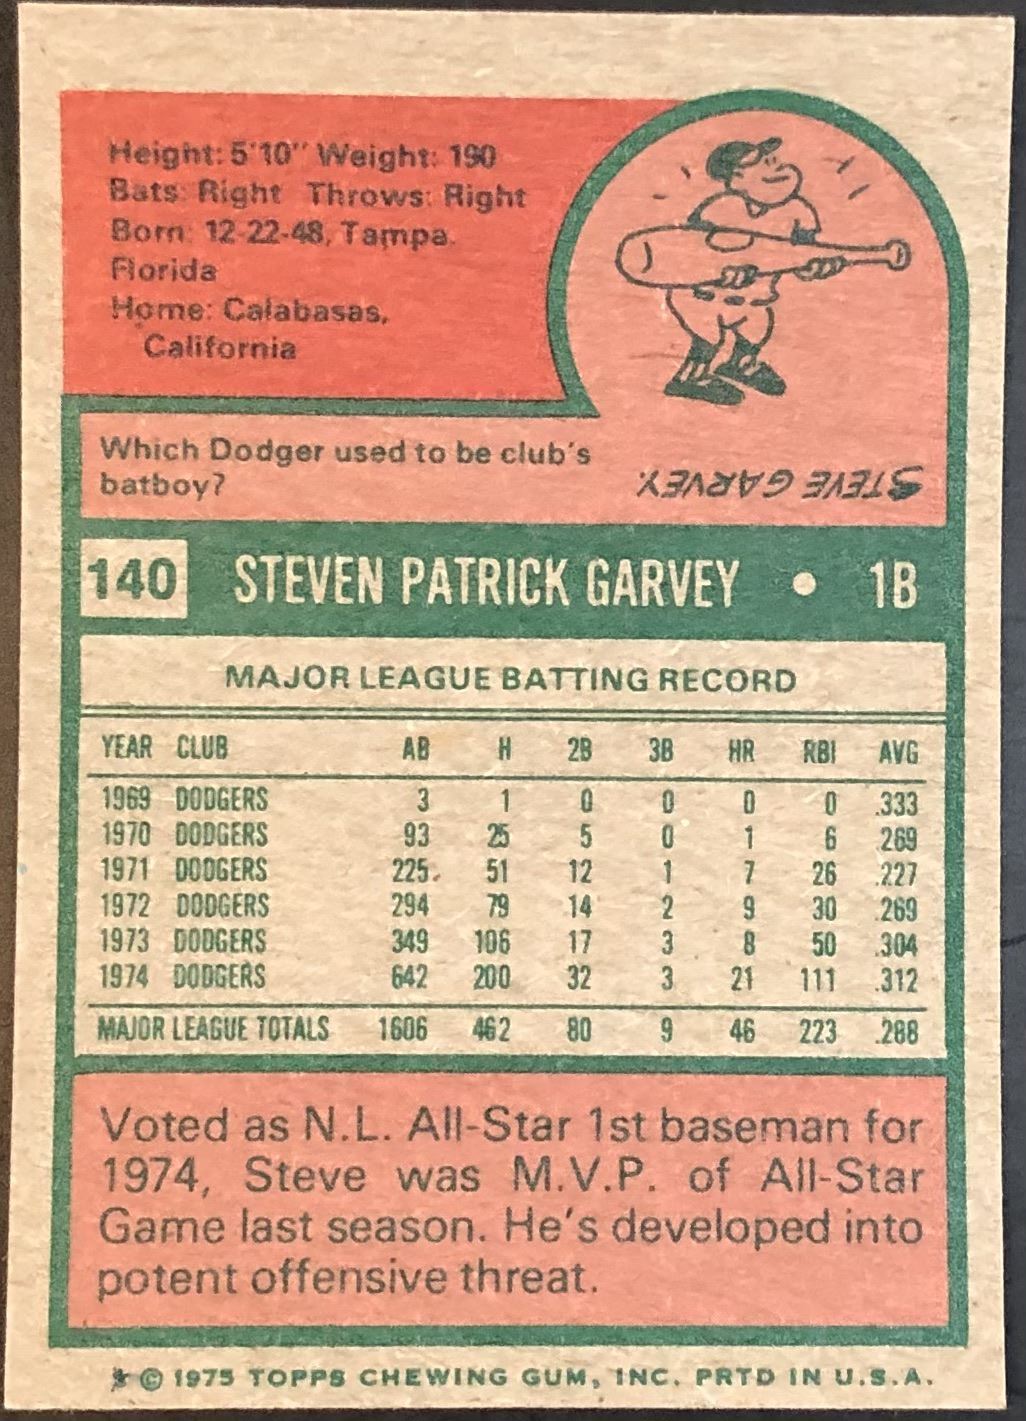 Height: 5'10" Weight: 190
Bats: Right Throws: Right
Born: 12-22-48, Tampa.
Florida
Home: Calabasas,
California
Which Dodger used to be club's
batboy?
STEVE GARVEY.
140 STEVEN PATRICK GARVEY • 1B
MAJOR LEAGUE BATTING RECORD
YEAR CLUB AB H 2B 3B HR RBI AVG
1969 DODGERS 3 1 0 0 0 0 .333
1970 DODGERS 93 25 5 0 1 6 .269
1971 DODGERS 225 51 12 1 7 26 .227
1972 DODGERS 294 79 14 2 9 30 .269
1973 DODGERS 349 106 17 3 8 50 .304
1974 DODGERS 642 200 32 3 21 111 .312
MAJOR LEAGUE TOTALS 1606 462 80 9 46 223 .288
Voted as N.L. All-Star 1st baseman for
1974, Steve was M.V.P. of All-Star
Game last season. He's developed into
potent offensive threat.
* © 1975 TOPPS CHEWING GUM, INC. PRTD IN U.S.A.